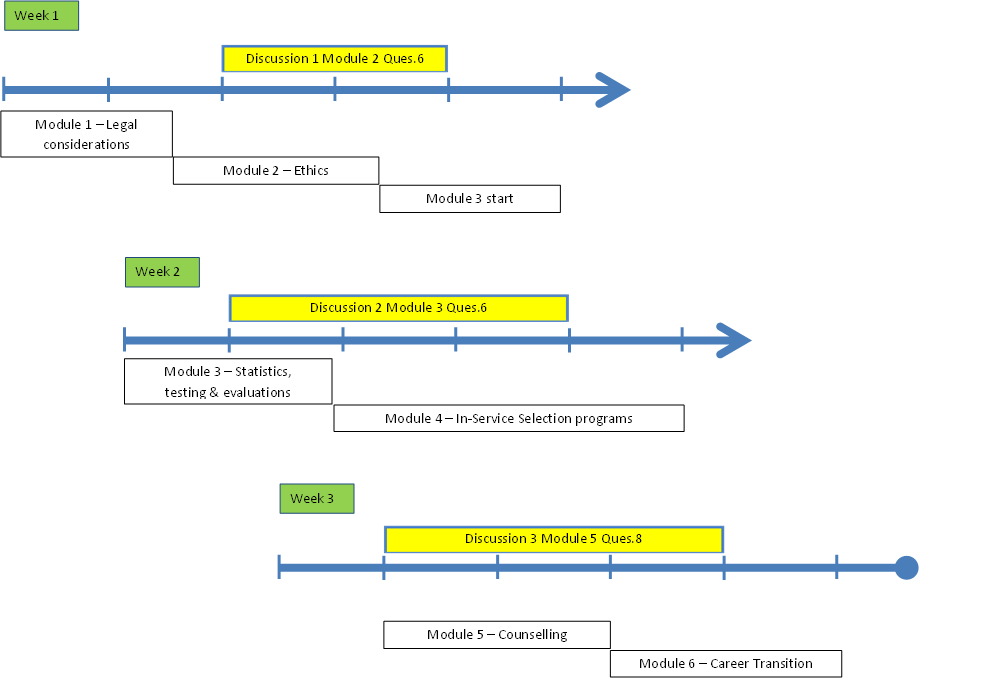 Week 1
Discussion 1 Module 2 Ques.6
Module 1 – Legal
considerations
Module 2 – Ethics
Module 3 start
Week 2
Discussion 2 Module 3 Ques.6
Module 3 – Statistics,
testing & evaluations
Module 4 – In-Service Selection programs
Week 3
Discussion 3 Module 5 Ques.8
Module 5 – Counselling
Module 6 – Career Transition